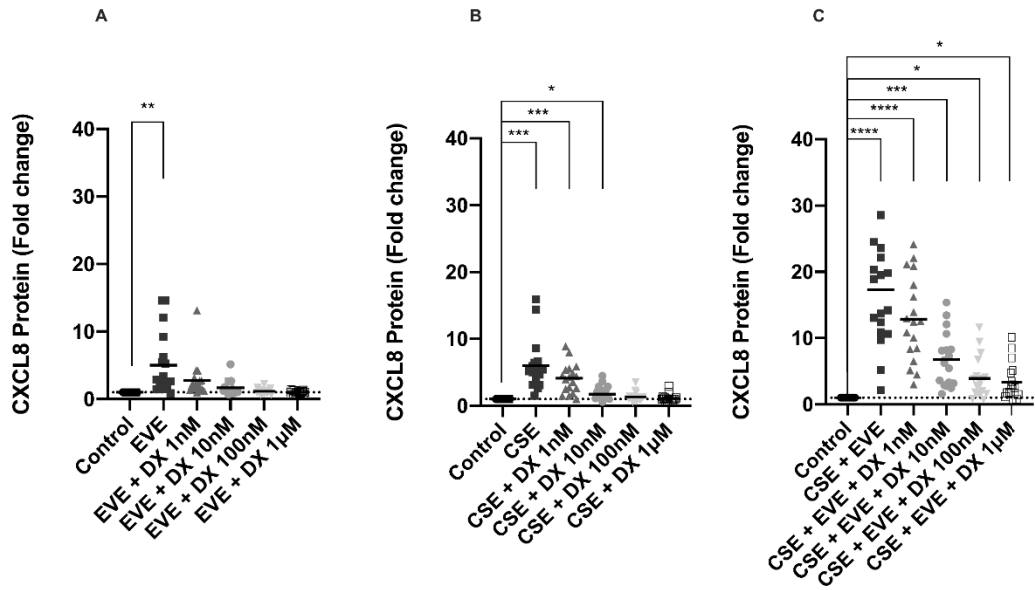 A
CXCL8 Protein (Fold change)
40
30
20
10
0
**
Control
EVE
EVE + DX 1nM
EVE + DX 10nM
EVE + DX 100nM
EVE + DX 1µM
B
CXCL8 Protein (Fold change)
40
30
20
10
0
*
***
***
Control
CSE
CSE + DX 1nM
CSE + DX 10nM
CSE + DX 100nM
CSE + DX 1µM
C
CXCL8 Protein (Fold change)
40
30
20
10
0
*
*
***
****
****
Control
CSE + EVE
CSE + EVE + DX 1nM
CSE + EVE + DX 10nM
CSE + EVE + DX 100nM
CSE + EVE + DX 1µM